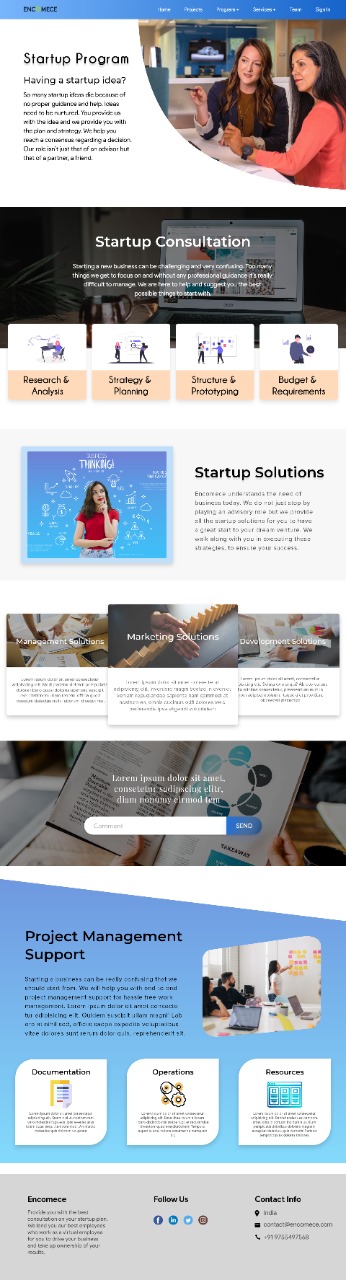 ENCOMECE
Home Projects Program Services Team Sign In
Startup Program
Having a startup idea?
So many startup ideas die because of
no proper guidance and help. Ideas
need to be nurtured. You provide us
with the idea and we provide you with
the plan and strategy. We help you
reach a consensus regarding a decision.
Our role isn't just that of an advisor but
that of a partner, a friend.
Startup Consultation
Starting a new business can be challenging and very confusing. Too many
things we get to focus on and without any professional guidance it's really
difficult to manage. We are here to help and suggest you the best
possible things to start with.
Research &
Analysis
Strategy &
Planning
Structure &
Prototyping
Budget &
Requirements
BUSINESS
THINKING!
Startup Solutions
Encomece understands the need of
business today. We do not just stop by
playing an advisory role but we provide
all the startup solutions for you to have
a great start to your dream venture. We
walk along with you in executing these
strategies, to ensure your success.
Management Solutions
Marketing Solutions
Development Solutions
Lorem ipsum dolor sit amet,
consetetur sadipscing elitr,
diam nonumy eirmod tem
Comment
SEND
TAKEAWAY
Project Management
Support
Starting a business can be really confusing that we
should start from. We will help you with end to end
project management support for hassle free work
management. Lorem ipsum dolor sit amet consecte
tur adipisicing elit. Quidem suscipit ullam magni! Lab
ore sit nihil sed, officia saepe expedita voluptatibus
vitae dolores sunt rerum dolor quia, reprehenderit elit.
Documentation
Operations
Resources
Encomece
Provide you with the best
consultation on your startup plan.
We lend you our best employees
who work as a virtual employee
for you to drive your business
and take up ownership of your
results.
Follow Us
Contact Info
India
contact@encomece.com